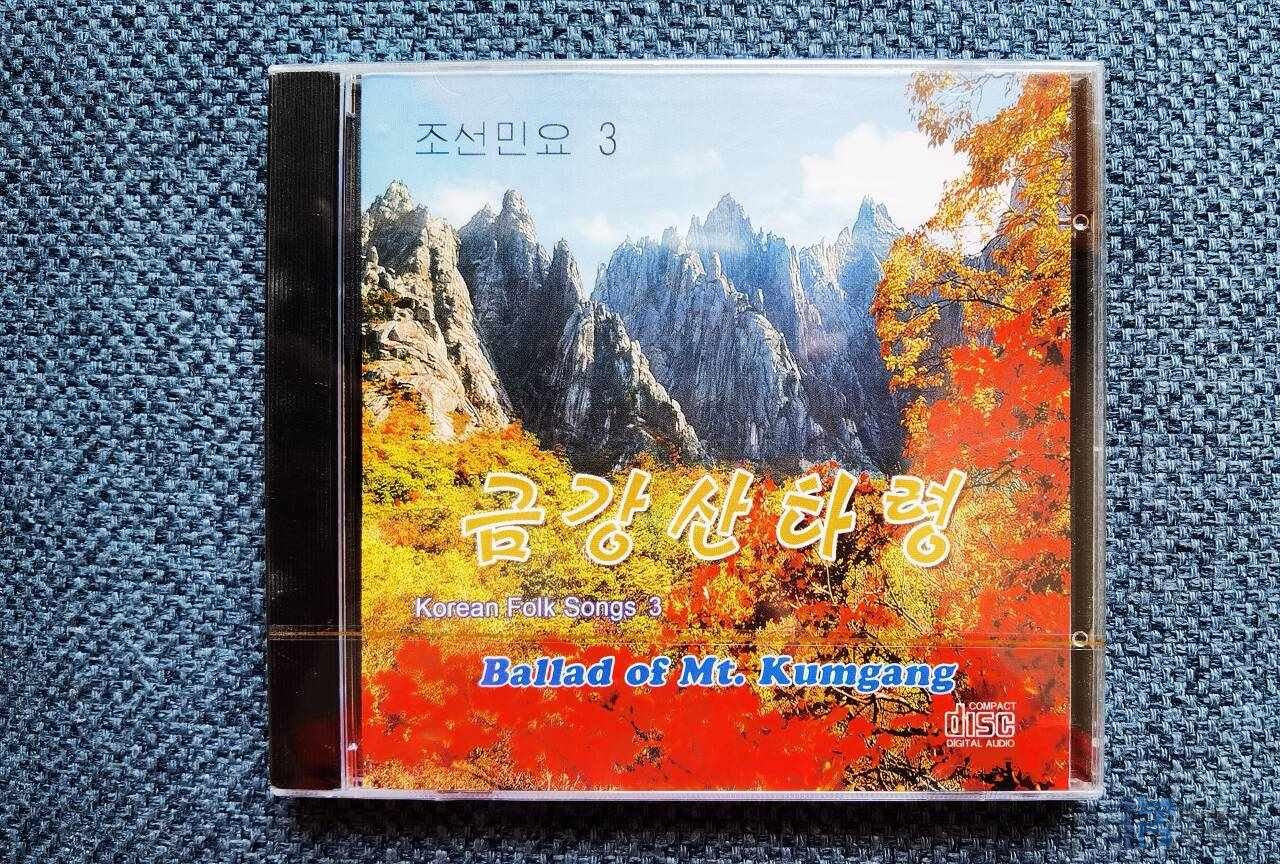 조선민요 3
금강산타령
Korean Folk Songs 3
Ballad of Mt. Kumgang
COMPACT
disc
DIGITAL AUDIO